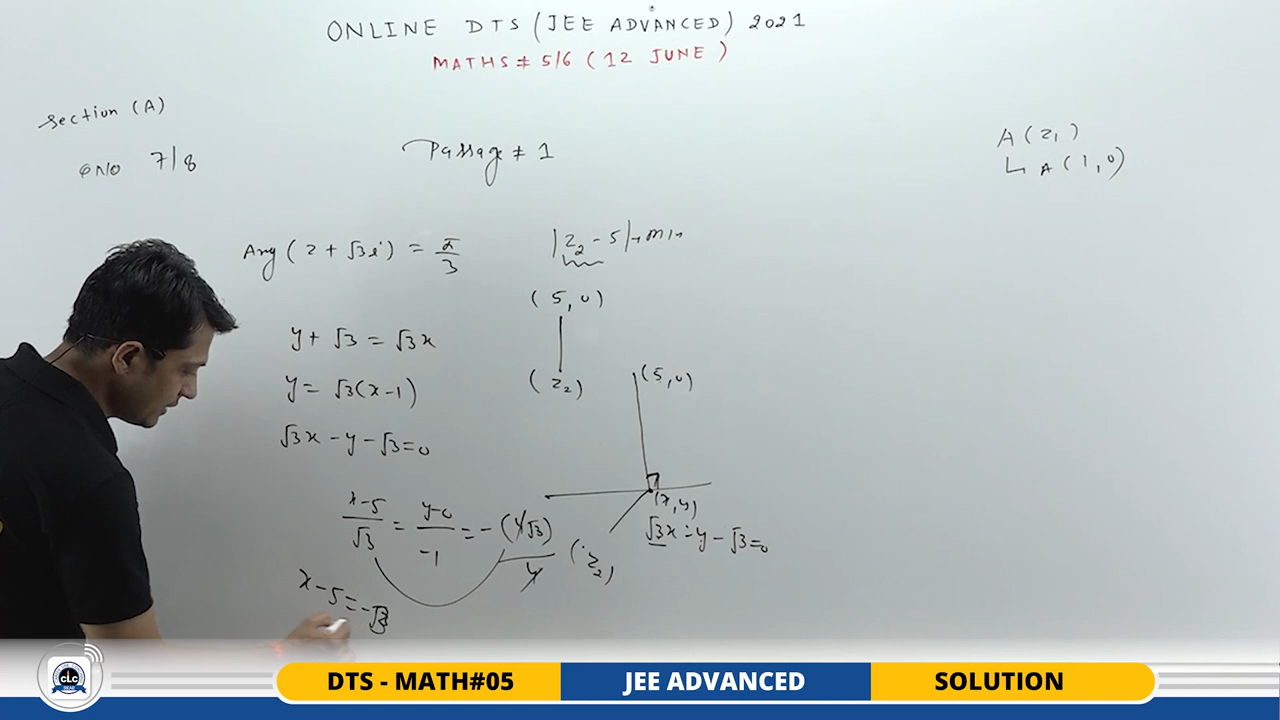 ONLINE DTS (JEE ADVANCED) 2021
MATHS # 5/6 (12 JUNE)
Section (A)
QNO 7/8
Passage # 1
A(z₁)
↳ A(1,0)
Arg(z + √3i) = π/3
|z₂ - 5|→min
(5,0)
y + √3 = √3x
y = √3(x-1)
(z₂)
(5,0)
√3x - y - √3 = 0
(x-5)/√3 = (y-0)/-1 = -(4√3)/4
(x,y)
√3x - y - √3 = 0
(z₂)
x-5 = -√3
CLC
SIKAR
DTS - MATH#05
JEE ADVANCED
SOLUTION